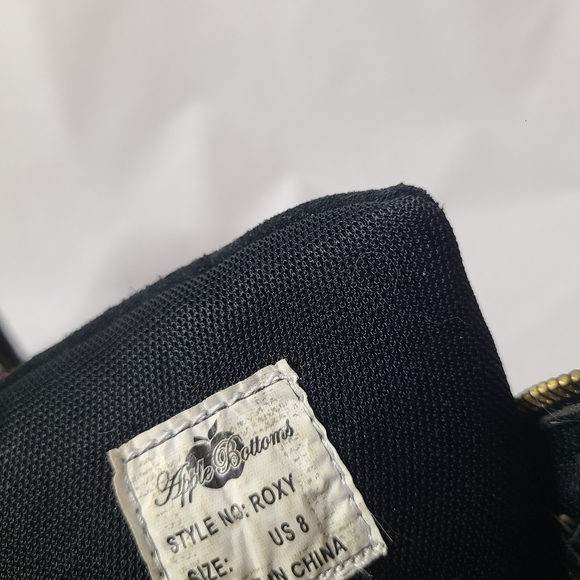 Apple Bottoms
STYLE NO: ROXY
SIZE: US 8
IN CHINA